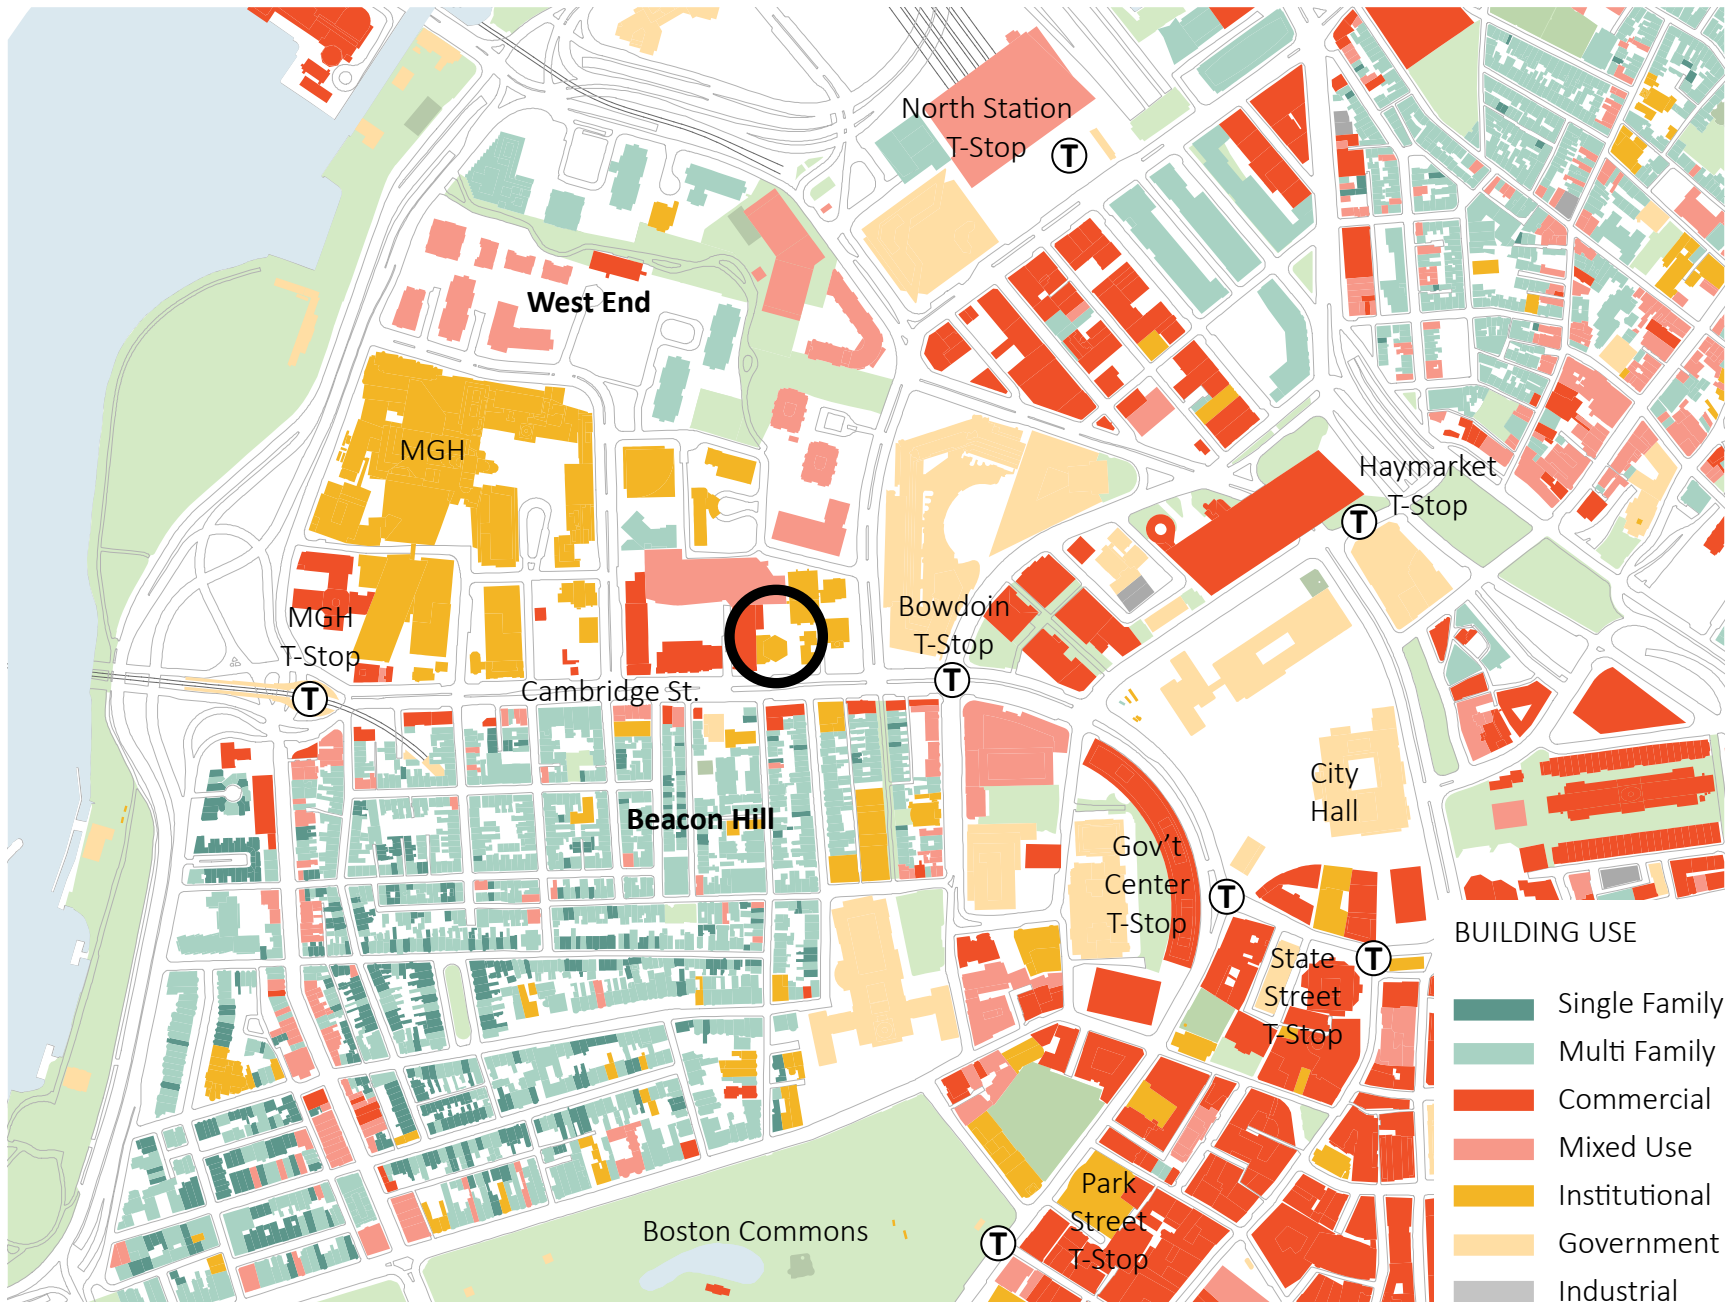 North Station
T-Stop
T
West End
MGH
Haymarket
T-Stop
T
MGH
T-Stop
T
Bowdoin
T-Stop
T
Cambridge St.
City
Hall
Beacon Hill
Gov't
Center
T-Stop
T
State
Street
T-Stop
T
Park
Street
T-Stop
T
Boston Commons
BUILDING USE
Single Family
Multi Family
Commercial
Mixed Use
Institutional
Government
Industrial